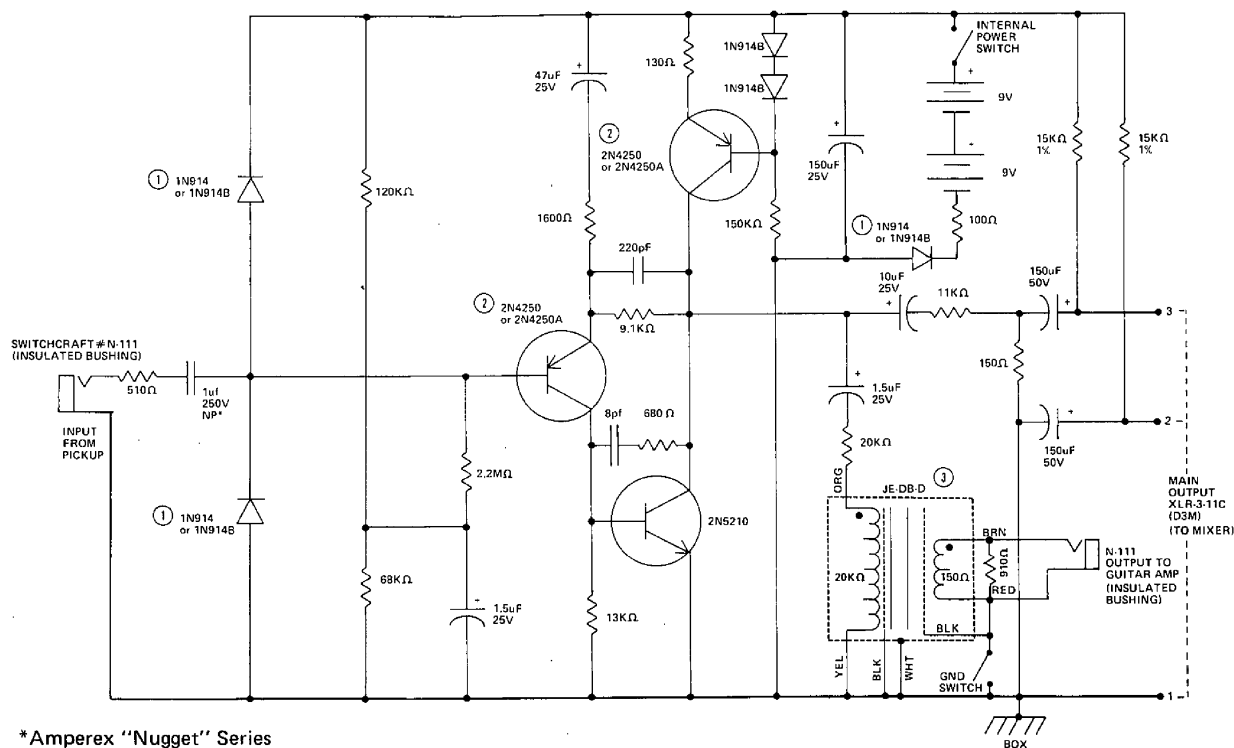 INTERNAL
POWER
SWITCH
1N914B
1N914B
130Ω
+
47uF
25V
+
9V
+
9V
15KΩ
1%
15KΩ
1%
2
2N4250
or 2N4250A
+
150uF
25V
1
1N914
or 1N914B
120KΩ
1600Ω
150KΩ
100Ω
1
1N914
or 1N914B
220pF
10uF
25V
+
11KΩ
150uF
50V
+
3
2
2N4250
or 2N4250A
9.1KΩ
SWITCHCRAFT #N-111
(INSULATED BUSHING)
510Ω
1uf
250V
NP*
INPUT
FROM
PICKUP
150Ω
+
1.5uF
25V
+
150uF
50V
2
8pf
680Ω
20KΩ
2.2MΩ
ORG
JE-DB-D
3
MAIN
OUTPUT
XLR-3-11C
(D3M)
(TO MIXER)
1
1N914
or 1N914B
2N5210
BRN
20KΩ
150Ω
910Ω
N-111
OUTPUT TO
GUITAR AMP
(INSULATED
BUSHING)
RED
68KΩ
+
1.5uF
25V
13KΩ
BLK
YEL
BLK
WHT
GND
SWITCH
1
*Amperex "Nugget" Series
BOX